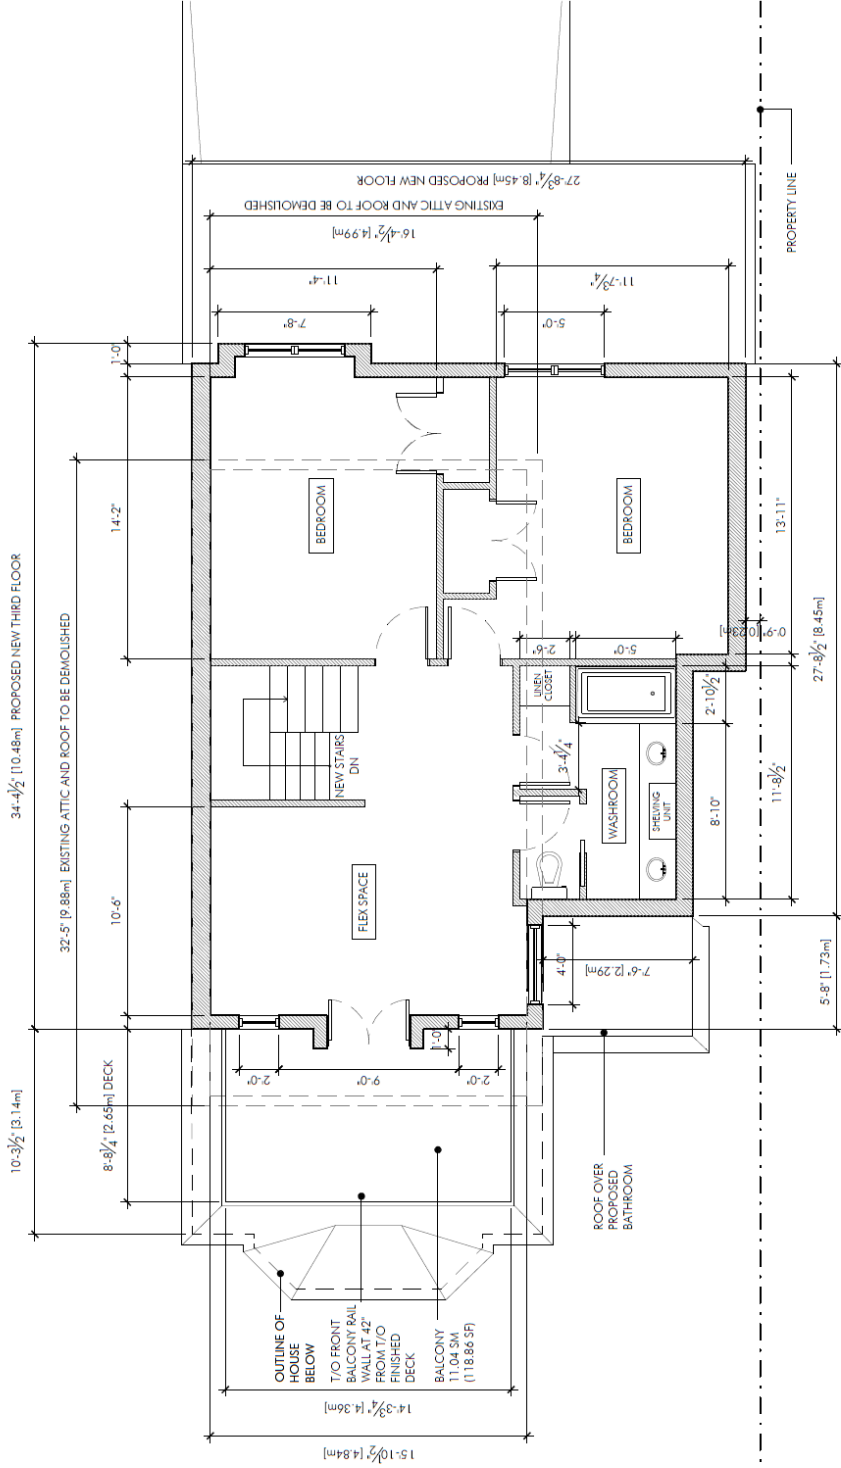 34'-4½" [10.48m] PROPOSED NEW THIRD FLOOR
10'-3½" [3.14m]
32'-5" [9.88m] EXISTING ATTIC AND ROOF TO BE DEMOLISHED
1'-0"
14'-2"
10'-6"
8'-8¼" [2.65m] DECK
27'-8¾" [8.45m] PROPOSED NEW FLOOR
EXISTING ATTIC AND ROOF TO BE DEMOLISHED
16'-4½" [4.99m]
11'-4"
11'-7¾"
7'-8"
5'-0"
PROPERTY LINE
BEDROOM
BEDROOM
13'-11"
27'-8½" [8.45m]
0'-9" [0.23m]
2'-6"
5'-0"
LINEN
CLOSET
2'-10½"
NEW STAIRS
DN
3'-4¼"
WASHROOM
SHELVING
UNIT
8'-10"
11'-8½"
FLEX SPACE
4'-0"
7'-6" [2.29m]
5'-8" [1.73m]
2'-0"
9'-0"
2'-0"
1'-0"
ROOF OVER
PROPOSED
BATHROOM
OUTLINE OF
HOUSE
BELOW
T/O FRONT
BALCONY RAIL
WALL AT 42"
FROM T/O
FINISHED
DECK
BALCONY
11.04 SM
(118.86 SF)
14'-3¾" [4.36m]
15'-10½" [4.84m]